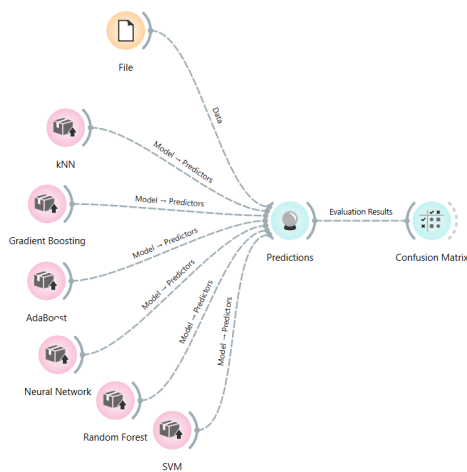 File
Data
kNN
Model → Predictors
Gradient Boosting
Model → Predictors
AdaBoost
Model → Predictors
Neural Network
Model → Predictors
Random Forest
Model → Predictors
SVM
Model → Predictors
Predictions
Evaluation Results
Confusion Matrix